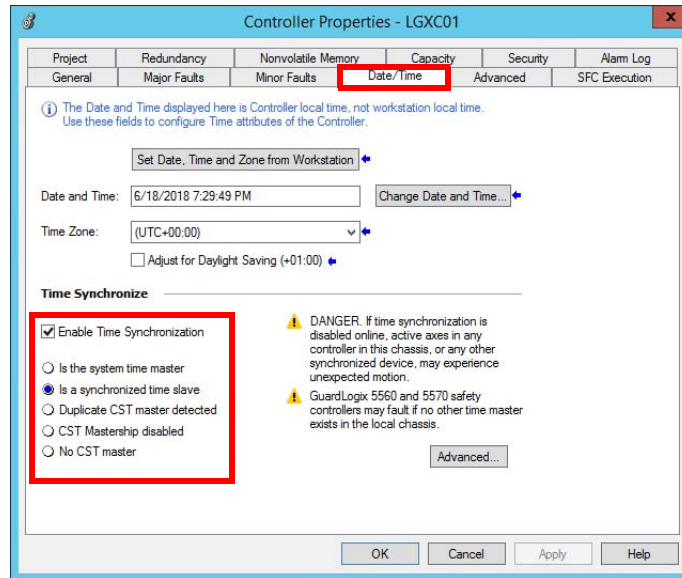 Controller Properties - LGXC01
x
Project
Redundancy
Nonvolatile Memory
Capacity
Security
Alarm Log
General
Major Faults
Minor Faults
Date/Time
Advanced
SFC Execution
The Date and Time displayed here is Controller local time, not workstation local time.
Use these fields to configure Time attributes of the Controller.
Set Date, Time and Zone from Workstation
Date and Time:
6/18/2018 7:29:49 PM
Change Date and Time...
Time Zone:
(UTC+00:00)
Adjust for Daylight Saving (+01:00)
Time Synchronize
Enable Time Synchronization
Is the system time master
Is a synchronized time slave
Duplicate CST master detected
CST Mastership disabled
No CST master
DANGER. If time synchronization is
disabled online, active axes in any
controller in this chassis, or any other
synchronized device, may experience
unexpected motion.
GuardLogix 5560 and 5570 safety
controllers may fault if no other time master
exists in the local chassis.
Advanced...
OK
Cancel
Apply
Help